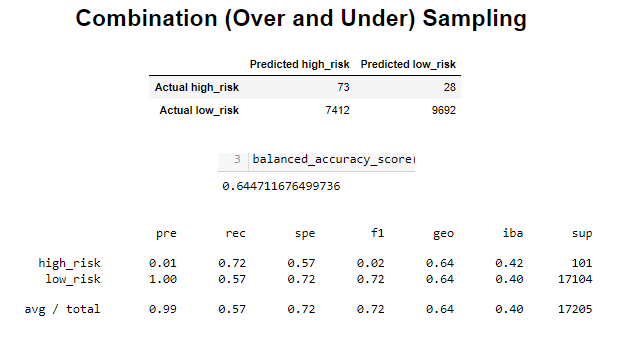 Combination (Over and Under) Sampling
Predicted high_risk Predicted low_risk
Actual high_risk 73 28
Actual low_risk 7412 9692
3 balanced_accuracy_score(
0.644711676499736
pre rec spe f1 geo iba sup
high_risk 0.01 0.72 0.57 0.02 0.64 0.42 101
low_risk 1.00 0.57 0.72 0.72 0.64 0.40 17104
avg / total 0.99 0.57 0.72 0.72 0.64 0.40 17205